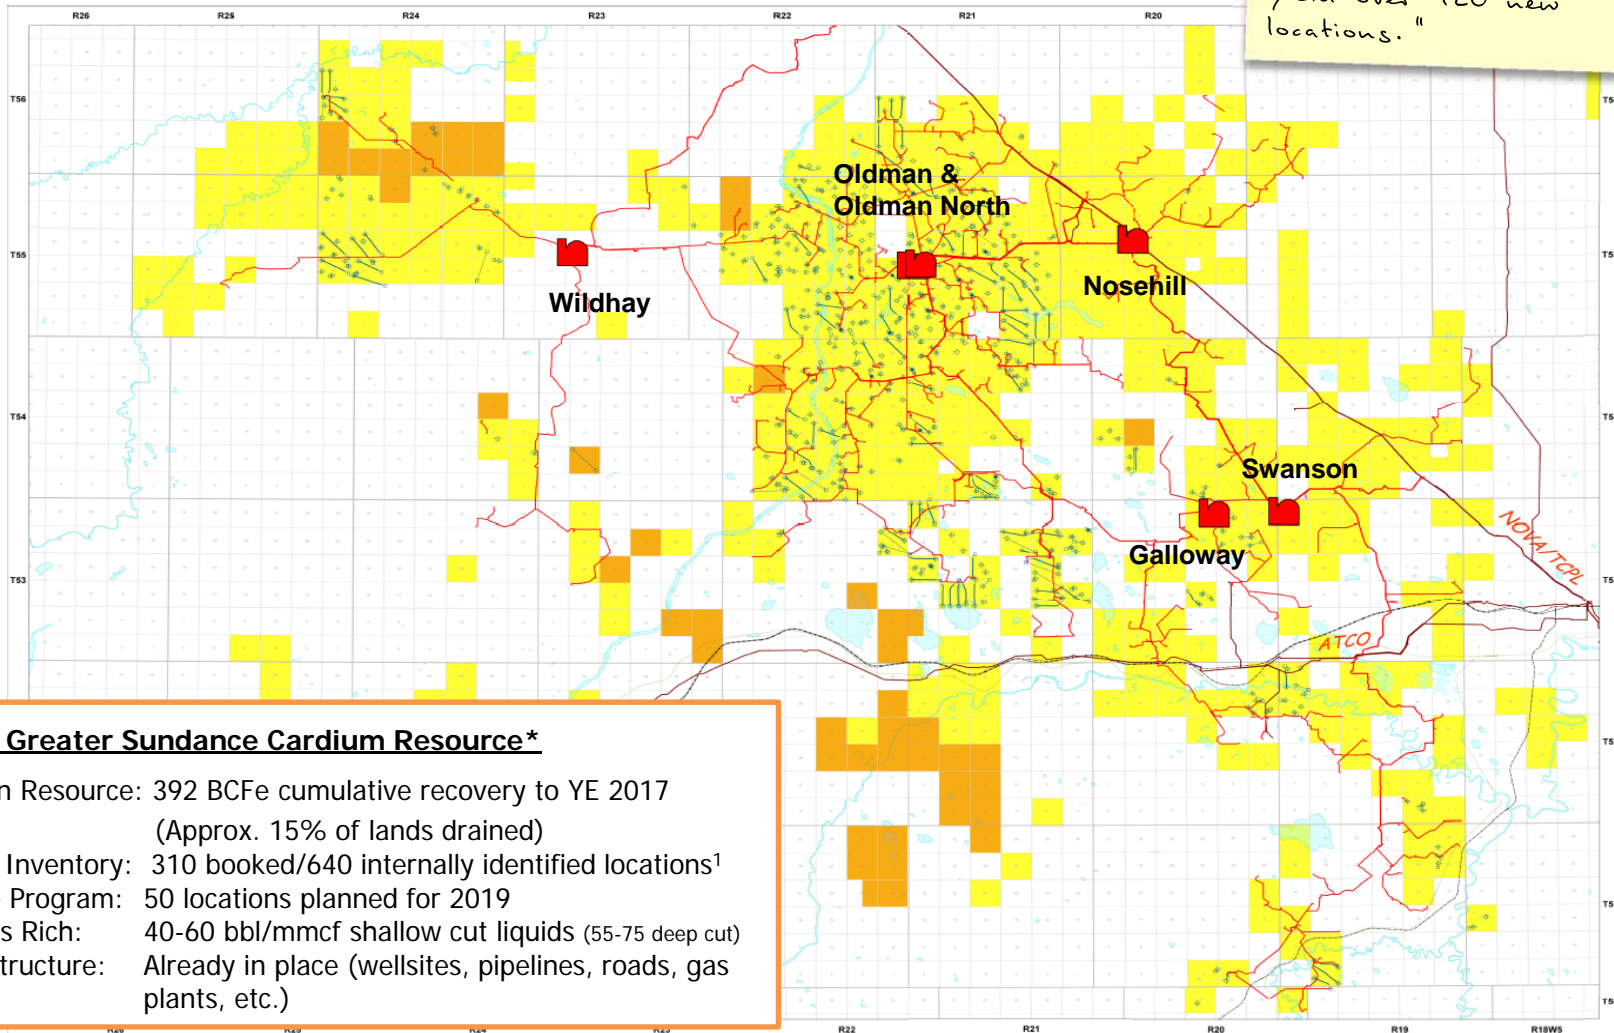 R26 R25 R24 R23 R22 R21 R20
yield over 120 new
locations."
T56
T55
T54
T53
Oldman &
Oldman North
Wildhay
Nosehill
Swanson
Galloway
NOVA/TCPL
ATCO
Greater Sundance Cardium Resource*
Resource: 392 BCFe cumulative recovery to YE 2017
(Approx. 15% of lands drained)
Inventory: 310 booked/640 internally identified locations¹
Program: 50 locations planned for 2019
Rich: 40-60 bbl/mmcf shallow cut liquids (55-75 deep cut)
Already in place (wellsites, pipelines, roads, gas
plants, etc.)
R22 R21 R20 R19 R18W5